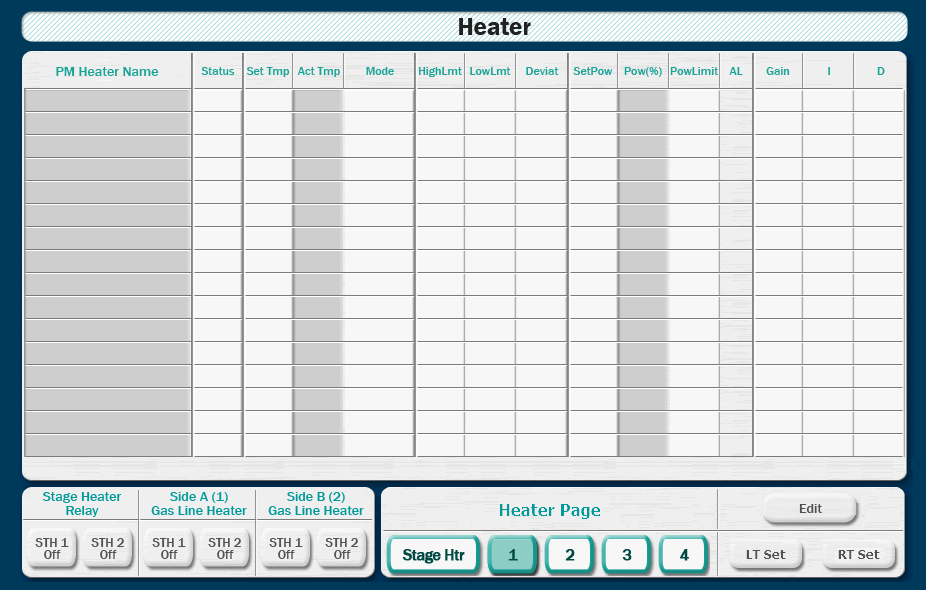 Heater
PM Heater Name Status Set Tmp Act Tmp Mode HighLmt LowLmt Deviat SetPow Pow(%) PowLimit AL Gain I D
Stage Heater
Relay
STH 1
Off
STH 2
Off
Side A (1)
Gas Line Heater
STH 1
Off
STH 2
Off
Side B (2)
Gas Line Heater
STH 1
Off
STH 2
Off
Heater Page
Edit
Stage Htr 1 2 3 4
LT Set RT Set